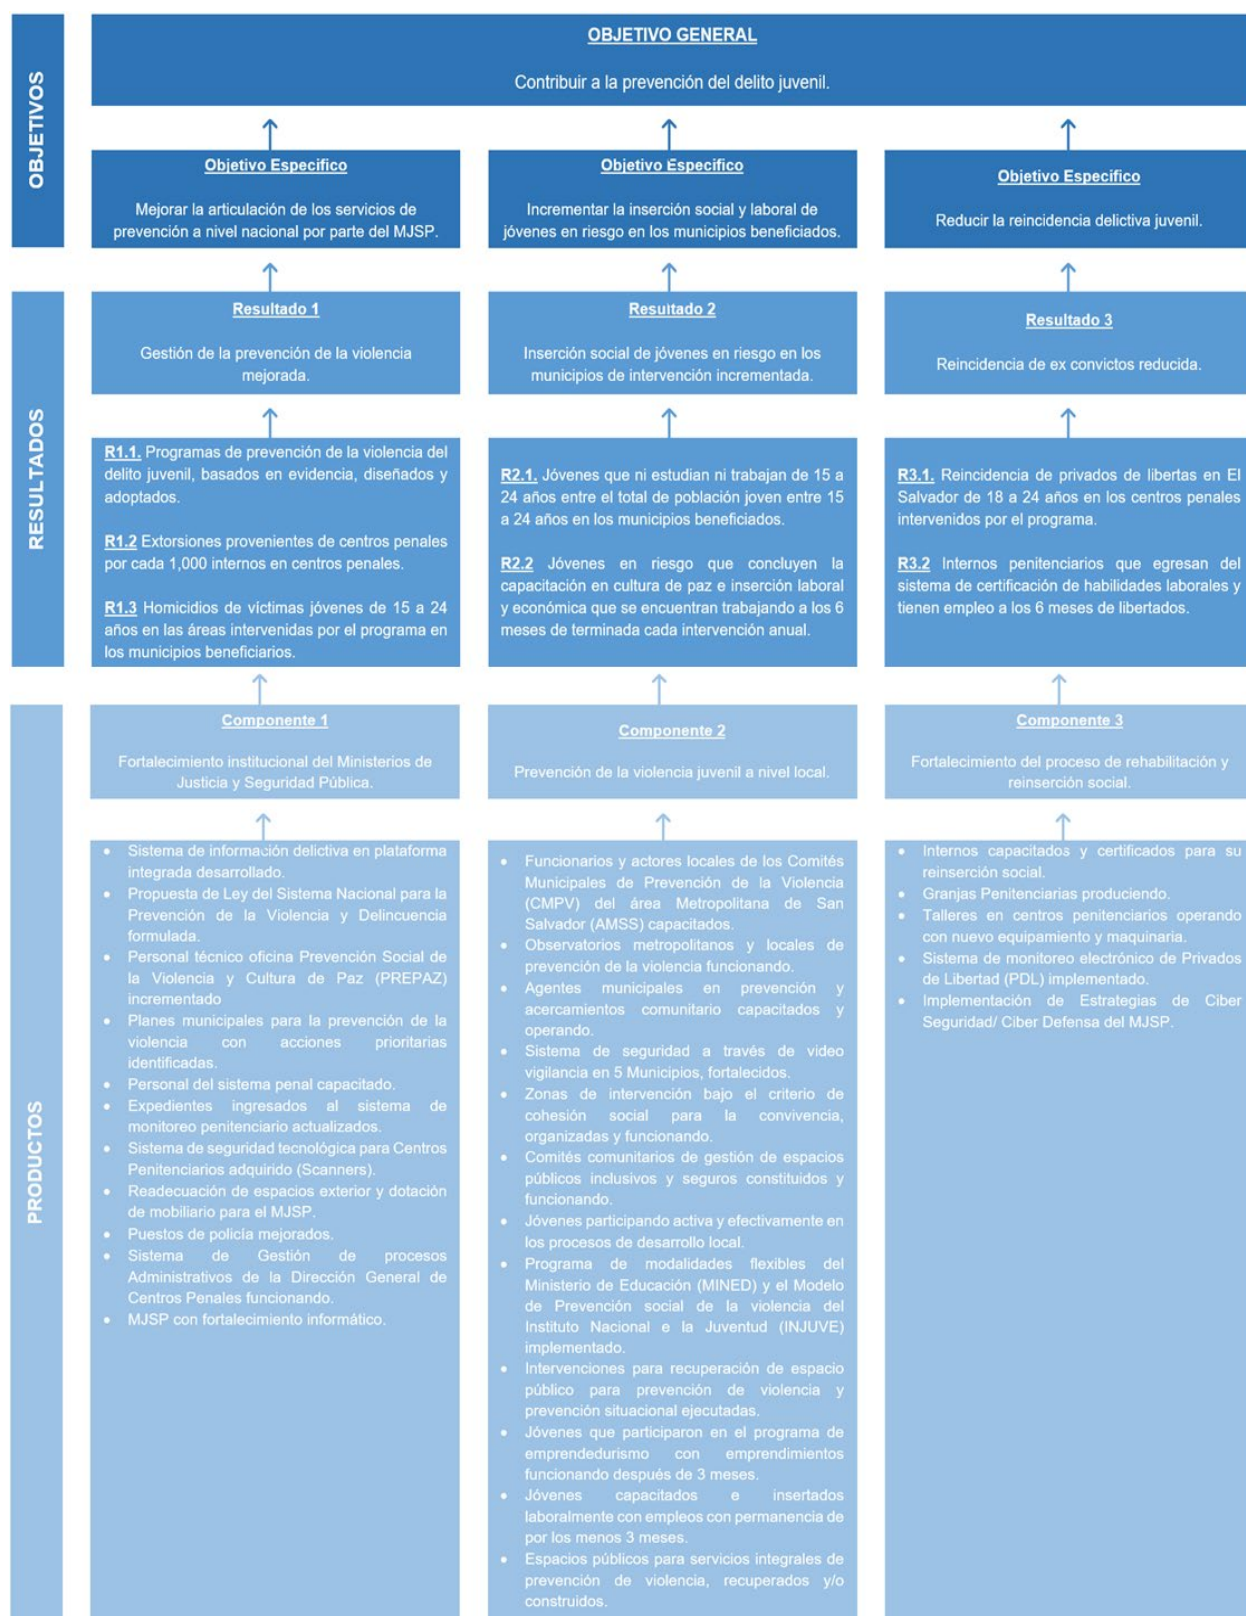 OBJETIVOS
OBJETIVO GENERAL
Contribuir a la prevención del delito juvenil.
Objetivo Especifico
Mejorar la articulación de los servicios de
prevención a nivel nacional por parte del MJSP.
Objetivo Especifico
Incrementar la inserción social y laboral de
jóvenes en riesgo en los municipios beneficiados.
Objetivo Especifico
Reducir la reincidencia delictiva juvenil.
RESULTADOS
Resultado 1
Gestión de la prevención de la violencia
mejorada.
Resultado 2
Inserción social de jóvenes en riesgo en los
municipios de intervención incrementada.
Resultado 3
Reincidencia de ex convictos reducida.
R1.1. Programas de prevención de la violencia del
delito juvenil, basados en evidencia, diseñados y
adoptados.
R1.2 Extorsiones provenientes de centros penales
por cada 1,000 internos en centros penales.
R1.3 Homicidios de víctimas jóvenes de 15 a 24
años en las áreas intervenidas por el programa en
los municipios beneficiarios.
R2.1. Jóvenes que ni estudian ni trabajan de 15 a
24 años entre el total de población joven entre 15
a 24 años en los municipios beneficiados.
R2.2 Jóvenes en riesgo que concluyen la
capacitación en cultura de paz e inserción laboral
y económica que se encuentran trabajando a los 6
meses de terminada cada intervención anual.
R3.1. Reincidencia de privados de libertas en El
Salvador de 18 a 24 años en los centros penales
intervenidos por el programa.
R3.2 Internos penitenciarios que egresan del
sistema de certificación de habilidades laborales y
tienen empleo a los 6 meses de libertados.
PRODUCTOS
Componente 1
Fortalecimiento institucional del Ministerios de
Justicia y Seguridad Pública.
Componente 2
Prevención de la violencia juvenil a nivel local.
Componente 3
Fortalecimiento del proceso de rehabilitación y
reinserción social.
• Sistema de información delictiva en plataforma
integrada desarrollado.
• Propuesta de Ley del Sistema Nacional para la
Prevención de la Violencia y Delincuencia
formulada.
• Personal técnico oficina Prevención Social de
la Violencia y Cultura de Paz (PREPAZ)
incrementado
• Planes municipales para la prevención de la
violencia con acciones prioritarias
identificadas.
• Personal del sistema penal capacitado.
• Expedientes ingresados al sistema de
monitoreo penitenciario actualizados.
• Sistema de seguridad tecnológica para Centros
Penitenciarios adquirido (Scanners).
• Readecuación de espacios exterior y dotación
de mobiliario para el MJSP.
• Puestos de policía mejorados.
• Sistema de Gestión de procesos
Administrativos de la Dirección General de
Centros Penales funcionando.
• MJSP con fortalecimiento informático.
• Funcionarios y actores locales de los Comités
Municipales de Prevención de la Violencia
(CMPV) del área Metropolitana de San
Salvador (AMSS) capacitados.
• Observatorios metropolitanos y locales de
prevención de la violencia funcionando.
• Agentes municipales en prevención y
acercamientos comunitario capacitados y
operando.
• Sistema de seguridad a través de video
vigilancia en 5 Municipios, fortalecidos.
• Zonas de intervención bajo el criterio de
cohesión social para la convivencia,
organizadas y funcionando.
• Comités comunitarios de gestión de espacios
públicos inclusivos y seguros constituidos y
funcionando.
• Jóvenes participando activa y efectivamente en
los procesos de desarrollo local.
• Programa de modalidades flexibles del
Ministerio de Educación (MINED) y el Modelo
de Prevención social de la violencia del
Instituto Nacional e la Juventud (INJUVE)
implementado.
• Intervenciones para recuperación de espacio
público para prevención de violencia y
prevención situacional ejecutadas.
• Jóvenes que participaron en el programa de
emprendedurismo con emprendimientos
funcionando después de 3 meses.
• Jóvenes capacitados e insertados
laboralmente con empleos con permanencia de
por los menos 3 meses.
• Espacios públicos para servicios integrales de
prevención de violencia, recuperados y/o
construidos.
• Internos capacitados y certificados para su
reinserción social.
• Granjas Penitenciarias produciendo.
• Talleres en centros penitenciarios operando
con nuevo equipamiento y maquinaria.
• Sistema de monitoreo electrónico de Privados
de Libertad (PDL) implementado.
• Implementación de Estrategias de Ciber
Seguridad/ Ciber Defensa del MJSP.